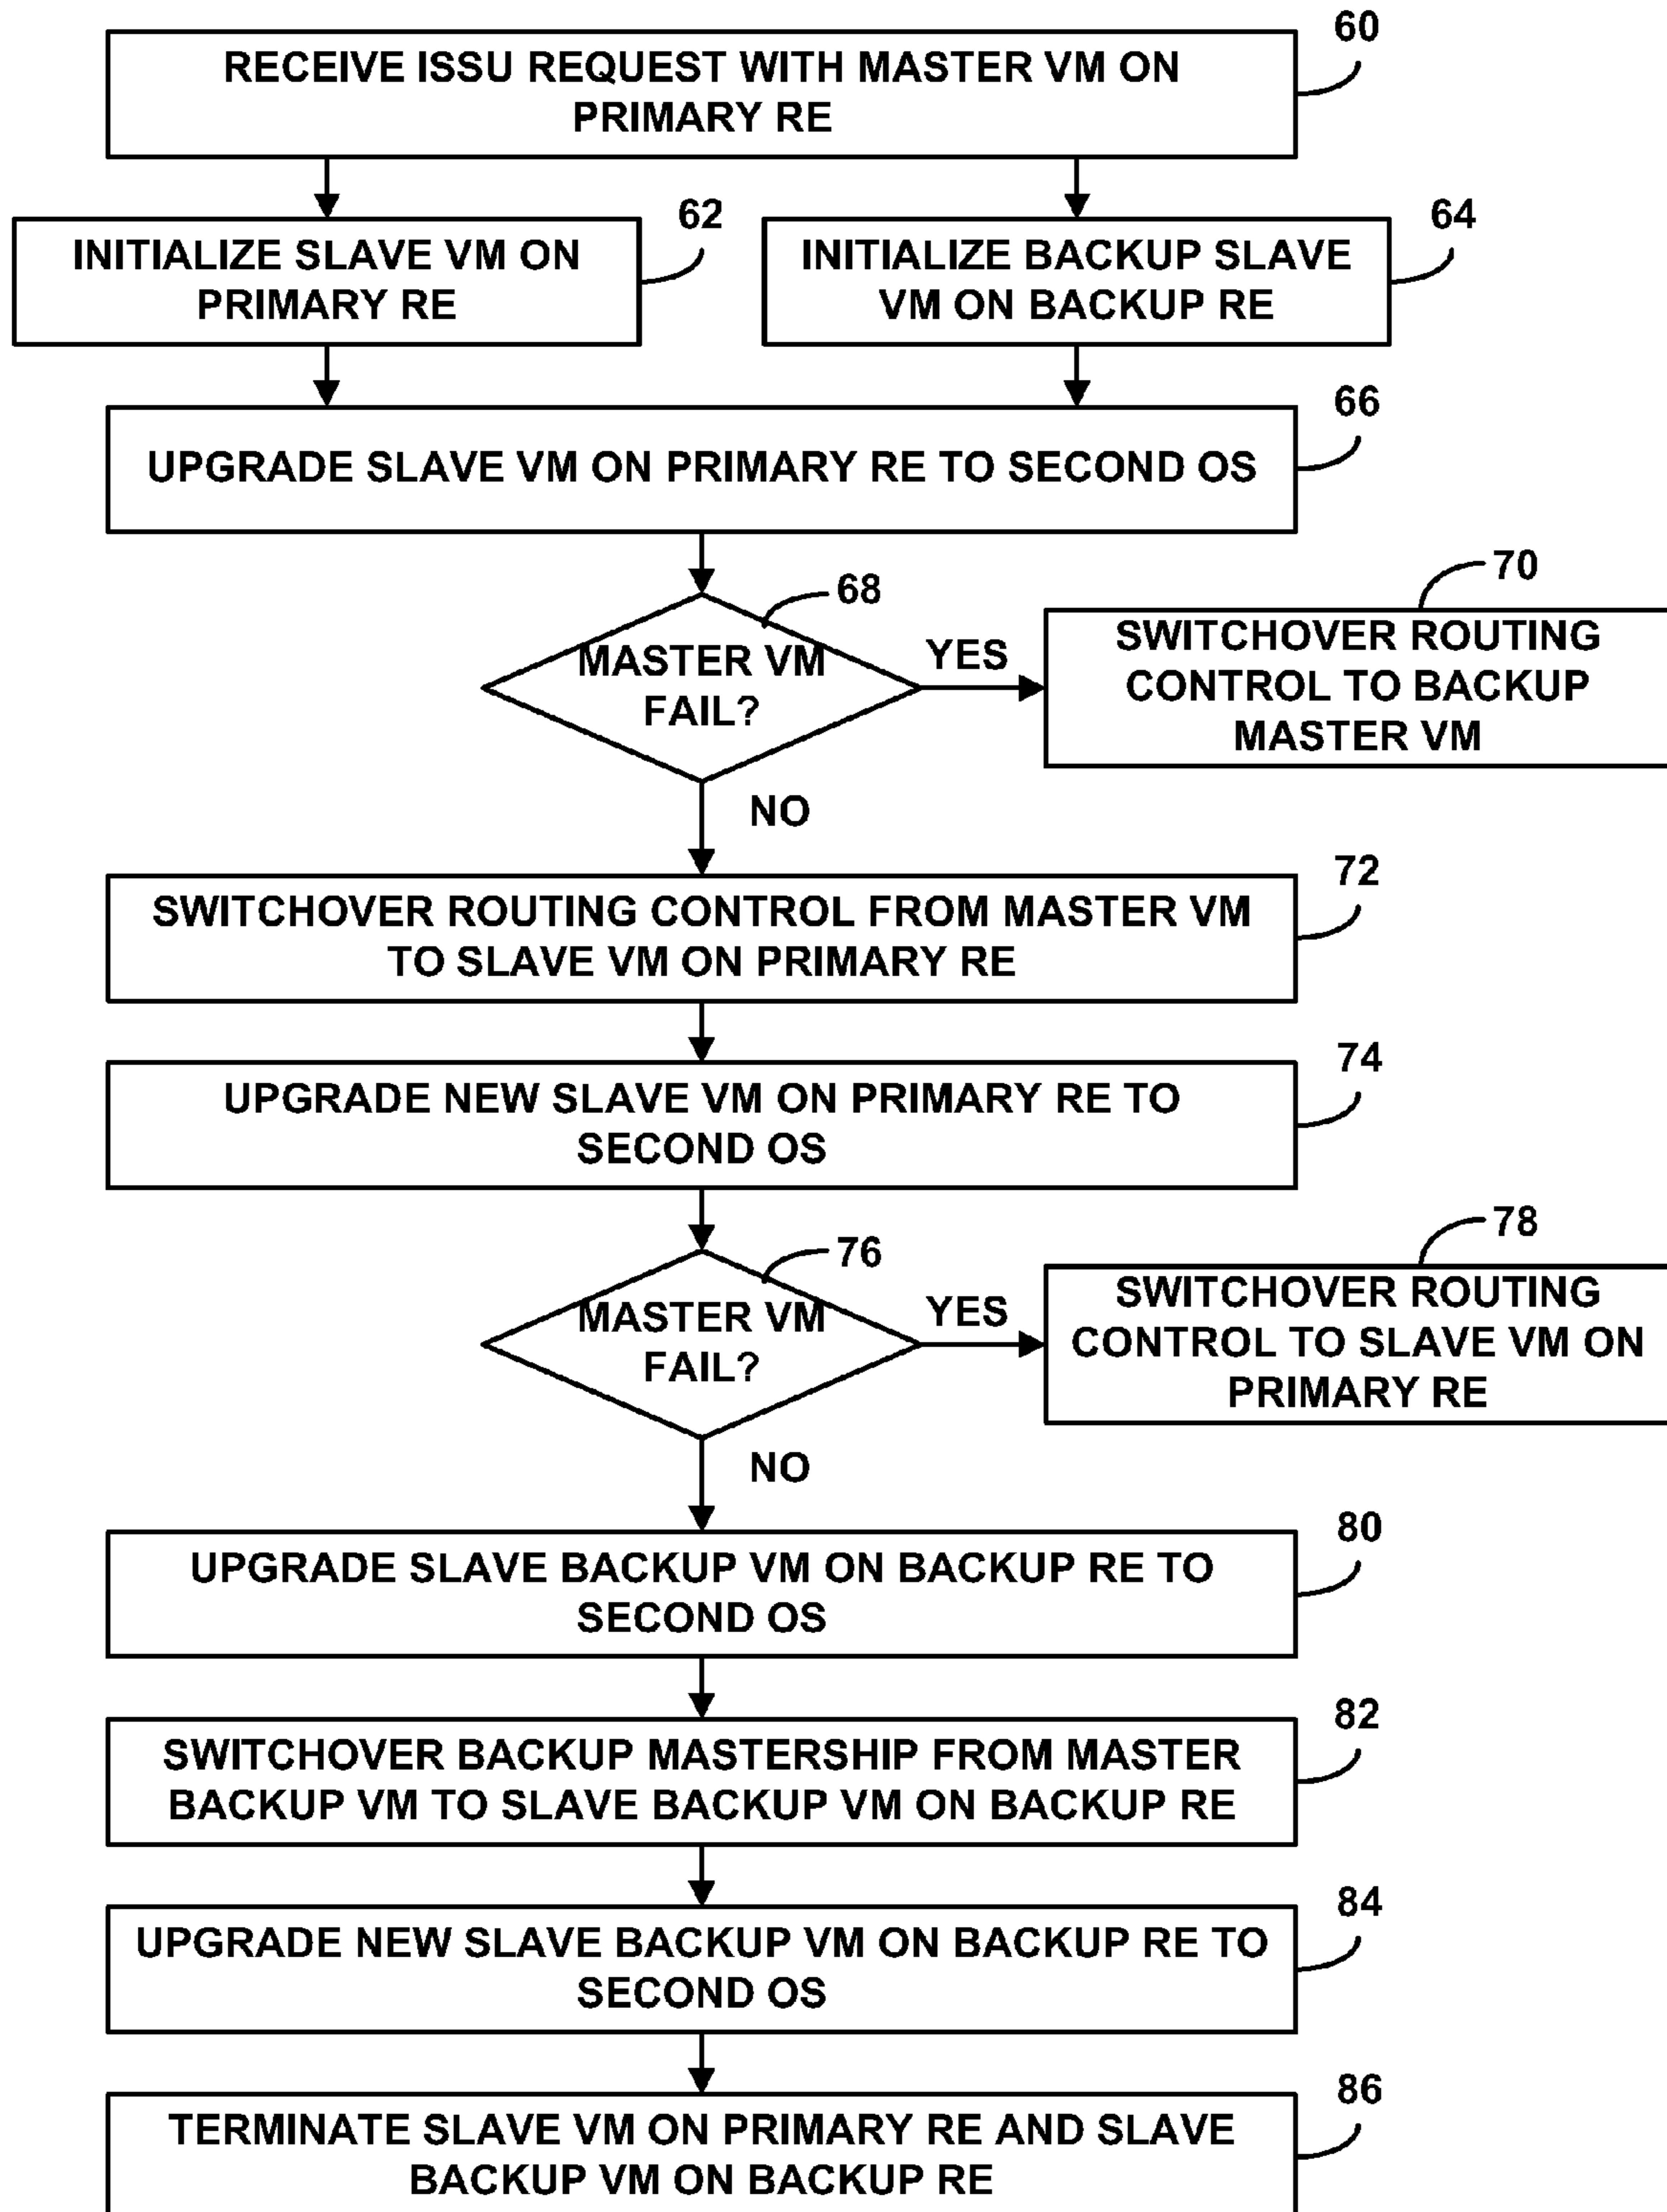 60
RECEIVE ISSU REQUEST WITH MASTER VM ON
PRIMARY RE
62
INITIALIZE SLAVE VM ON
PRIMARY RE
64
INITIALIZE BACKUP SLAVE
VM ON BACKUP RE
66
UPGRADE SLAVE VM ON PRIMARY RE TO SECOND OS
68
MASTER VM
FAIL?
YES
70
SWITCHOVER ROUTING
CONTROL TO BACKUP
MASTER VM
NO
72
SWITCHOVER ROUTING CONTROL FROM MASTER VM
TO SLAVE VM ON PRIMARY RE
74
UPGRADE NEW SLAVE VM ON PRIMARY RE TO
SECOND OS
76
MASTER VM
FAIL?
YES
78
SWITCHOVER ROUTING
CONTROL TO SLAVE VM ON
PRIMARY RE
NO
80
UPGRADE SLAVE BACKUP VM ON BACKUP RE TO
SECOND OS
82
SWITCHOVER BACKUP MASTERSHIP FROM MASTER
BACKUP VM TO SLAVE BACKUP VM ON BACKUP RE
84
UPGRADE NEW SLAVE BACKUP VM ON BACKUP RE TO
SECOND OS
86
TERMINATE SLAVE VM ON PRIMARY RE AND SLAVE
BACKUP VM ON BACKUP RE